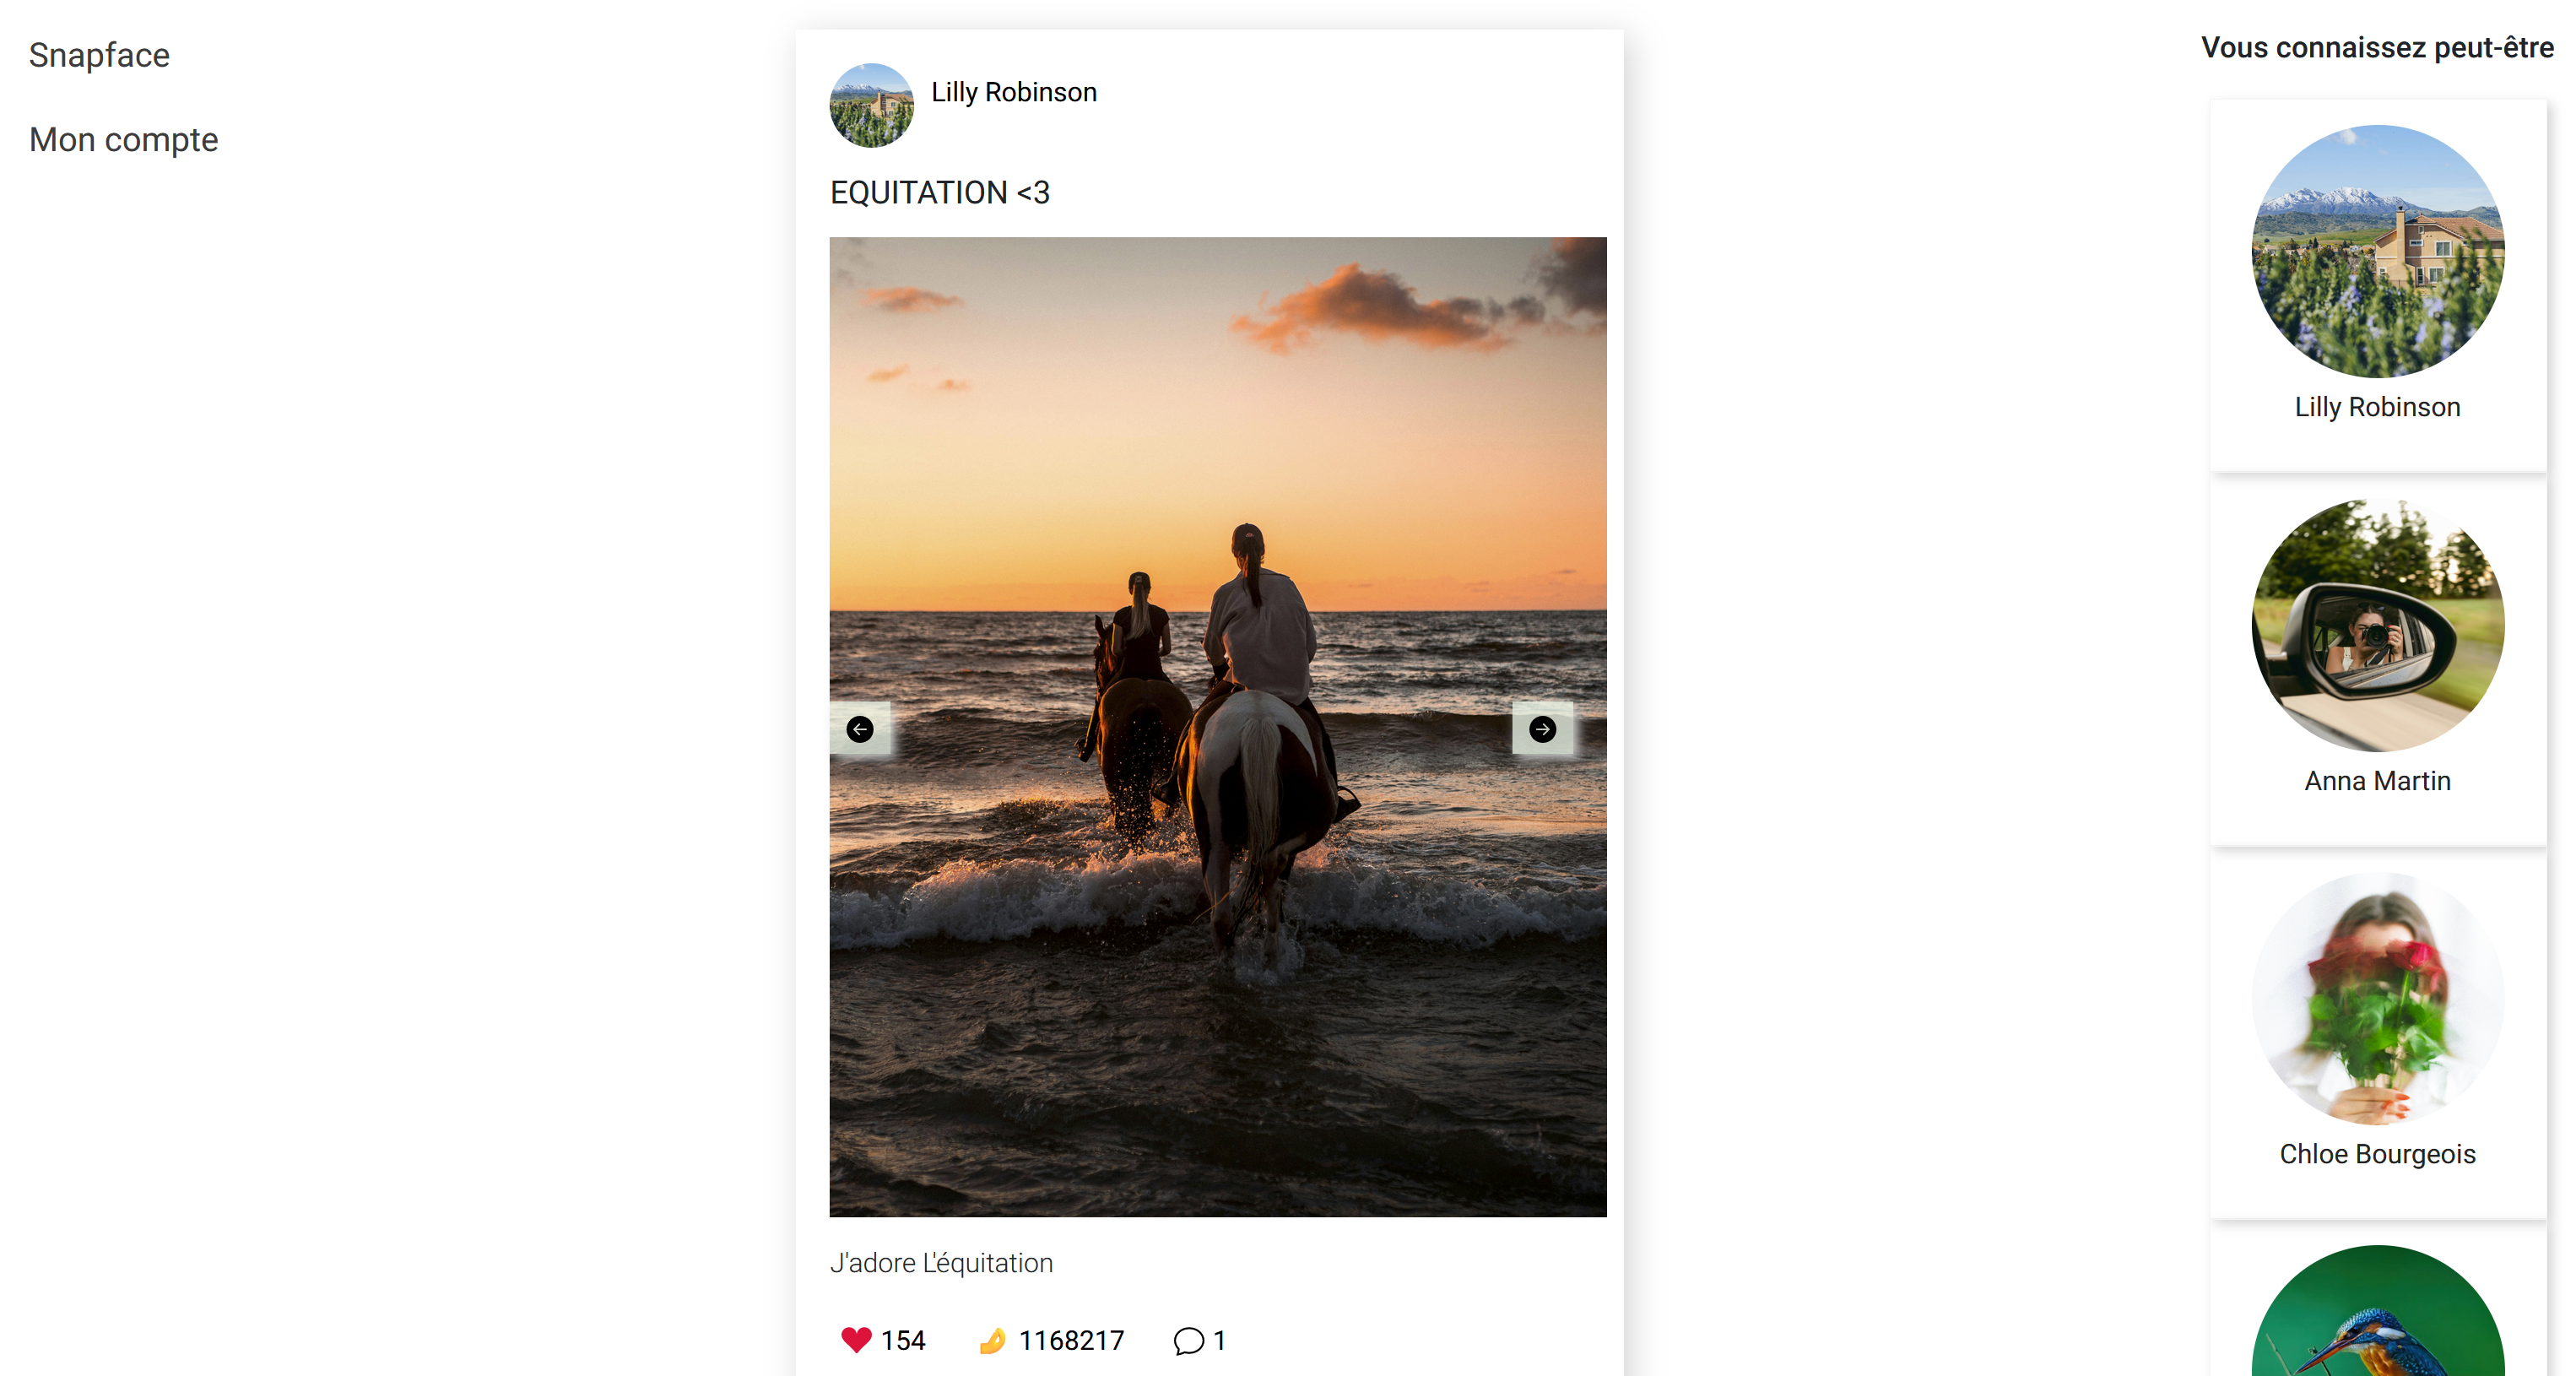 Snapface
Mon compte
Lilly Robinson
EQUITATION <3
J'adore L'équitation
154
1168217
1
Vous connaissez peut-être
Lilly Robinson
Anna Martin
Chloe Bourgeois